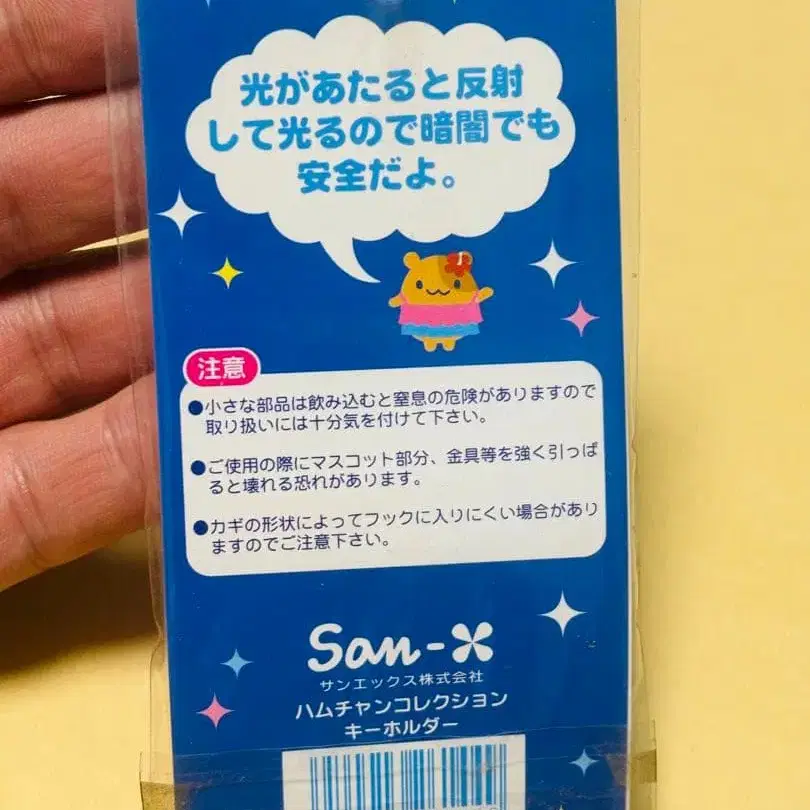 光があたると反射
して光るので暗闇でも
安全だよ。
注意
●小さな部品は飲み込むと窒息の危険がありますので
取り扱いには十分気を付けて下さい。
●ご使用の際にマスコット部分、金具等を強く引っぱ
ると壊れる恐れがあります。
●カギの形状によってフックに入りにくい場合があり
ますのでご注意下さい。
San-X
サンエックス株式会社
ハムチャンコレクション
キーホルダー